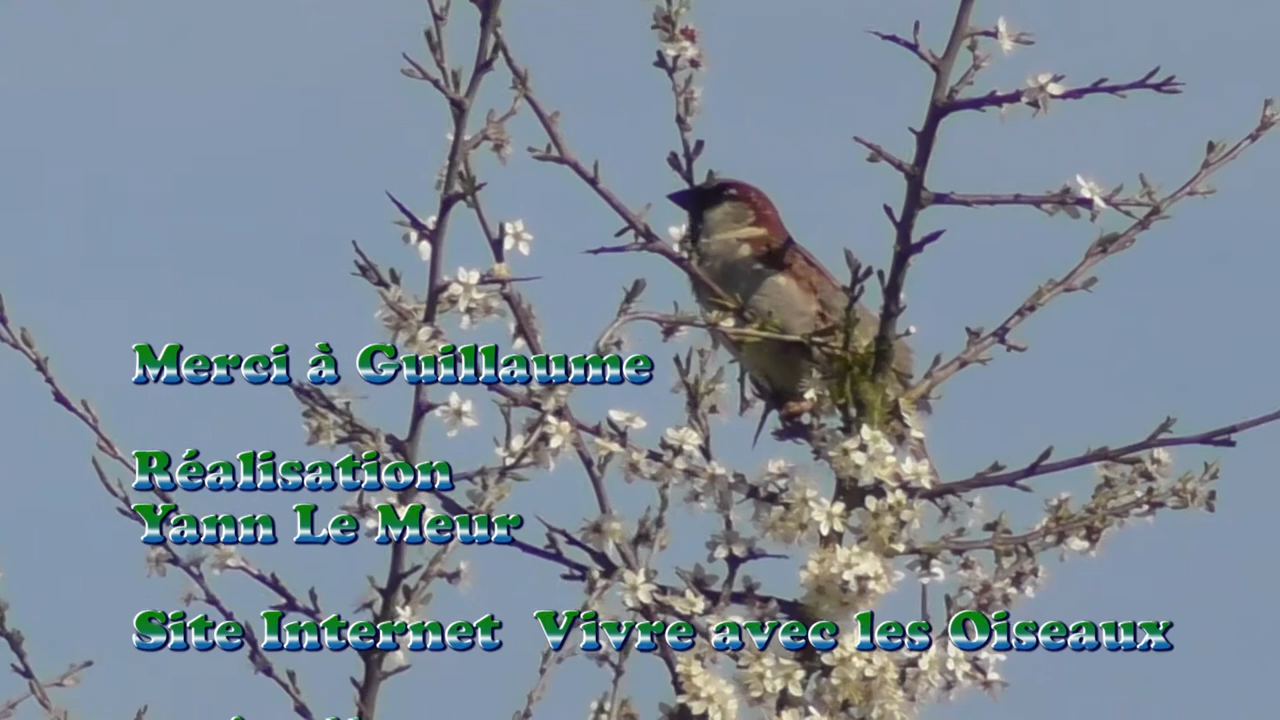 Merci à Guillaume
Réalisation
Yann Le Meur
Site Internet Vivre avec les Oiseaux